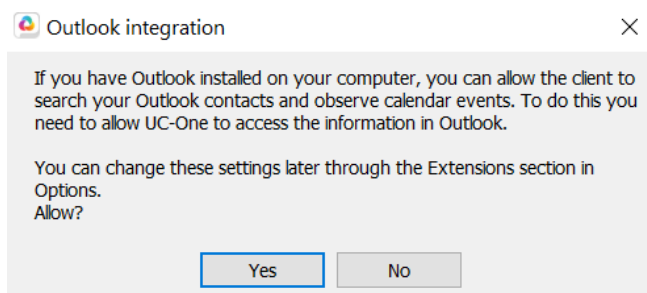 Outlook integration
If you have Outlook installed on your computer, you can allow the client to
search your Outlook contacts and observe calendar events. To do this you
need to allow UC-One to access the information in Outlook.
You can change these settings later through the Extensions section in
Options.
Allow?
Yes No